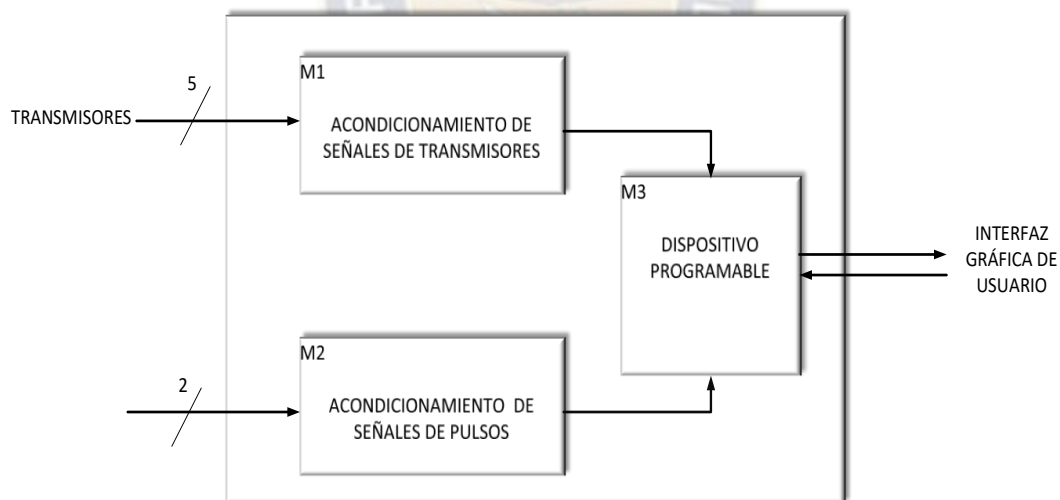 M1
5
TRANSMISORES
ACONDICIONAMIENTO DE
SEÑALES DE TRANSMISORES
M3
DISPOSITIVO
PROGRAMABLE
INTERFAZ
GRÁFICA DE
USUARIO
M2
2
ACONDICIONAMIENTO DE
SEÑALES DE PULSOS